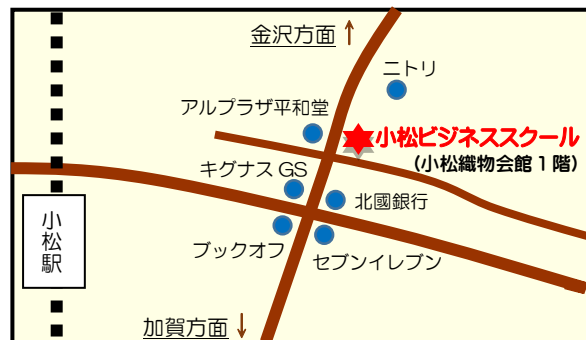 金沢方面↑
ニトリ
アルプラザ平和堂
小松ビジネススクール
(小松織物会館1階)
キグナスGS
北國銀行
小松駅
ブックオフ
セブンイレブン
加賀方面↓